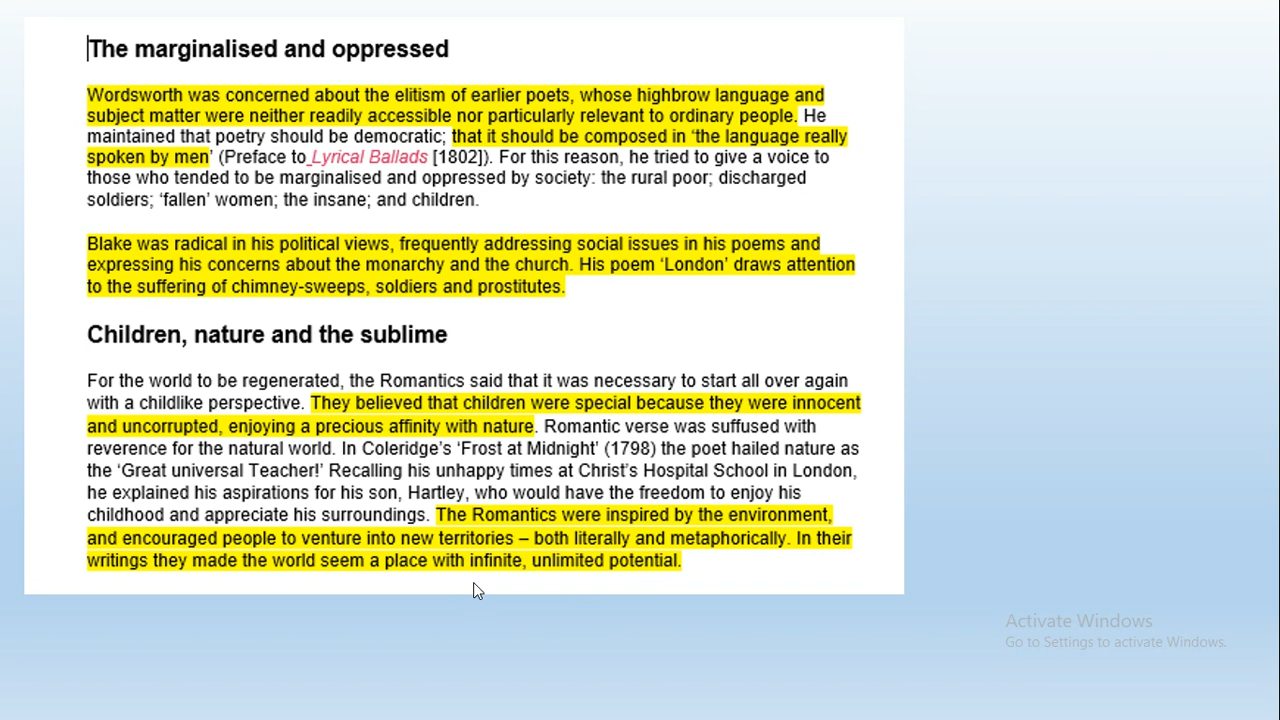 The marginalised and oppressed
Wordsworth was concerned about the elitism of earlier poets, whose highbrow language and
subject matter were neither readily accessible nor particularly relevant to ordinary people. He
maintained that poetry should be democratic; that it should be composed in ‘the language really
spoken by men’ (Preface to Lyrical Ballads [1802]). For this reason, he tried to give a voice to
those who tended to be marginalised and oppressed by society: the rural poor; discharged
soldiers; ‘fallen’ women; the insane; and children.
Blake was radical in his political views, frequently addressing social issues in his poems and
expressing his concerns about the monarchy and the church. His poem ‘London’ draws attention
to the suffering of chimney-sweeps, soldiers and prostitutes.
Children, nature and the sublime
For the world to be regenerated, the Romantics said that it was necessary to start all over again
with a childlike perspective. They believed that children were special because they were innocent
and uncorrupted, enjoying a precious affinity with nature. Romantic verse was suffused with
reverence for the natural world. In Coleridge’s ‘Frost at Midnight’ (1798) the poet hailed nature as
the ‘Great universal Teacher!’ Recalling his unhappy times at Christ’s Hospital School in London,
he explained his aspirations for his son, Hartley, who would have the freedom to enjoy his
childhood and appreciate his surroundings. The Romantics were inspired by the environment,
and encouraged people to venture into new territories – both literally and metaphorically. In their
writings they made the world seem a place with infinite, unlimited potential.
Activate Windows
Go to Settings to activate Windows.